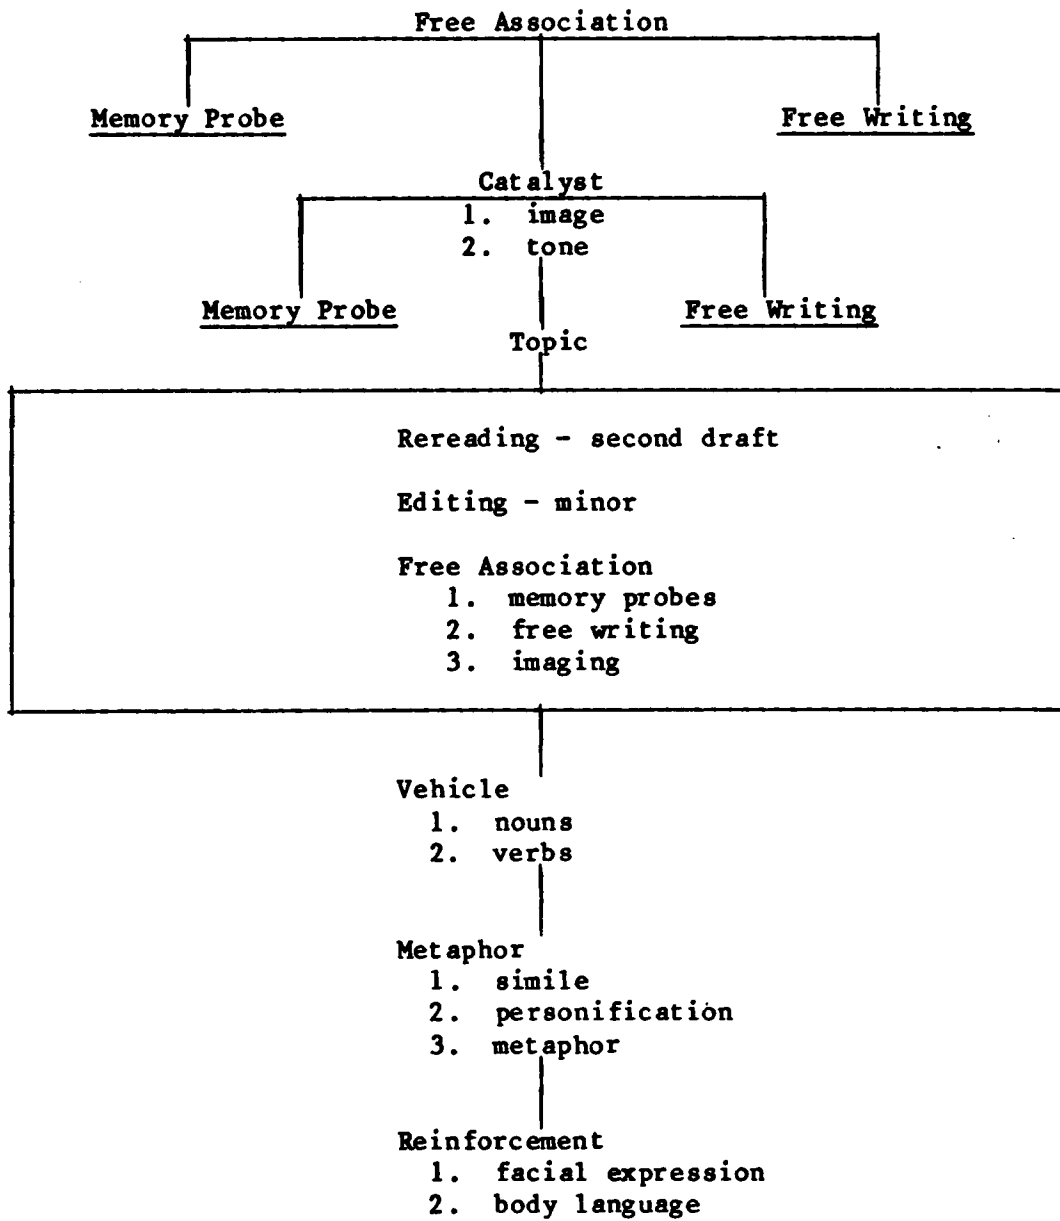 Free Association
Memory Probe
Free Writing
Catalyst
1. image
2. tone
Memory Probe
Free Writing
Topic
Rereading - second draft
Editing - minor
Free Association
1. memory probes
2. free writing
3. imaging
Vehicle
1. nouns
2. verbs
Metaphor
1. simile
2. personification
3. metaphor
Reinforcement
1. facial expression
2. body language